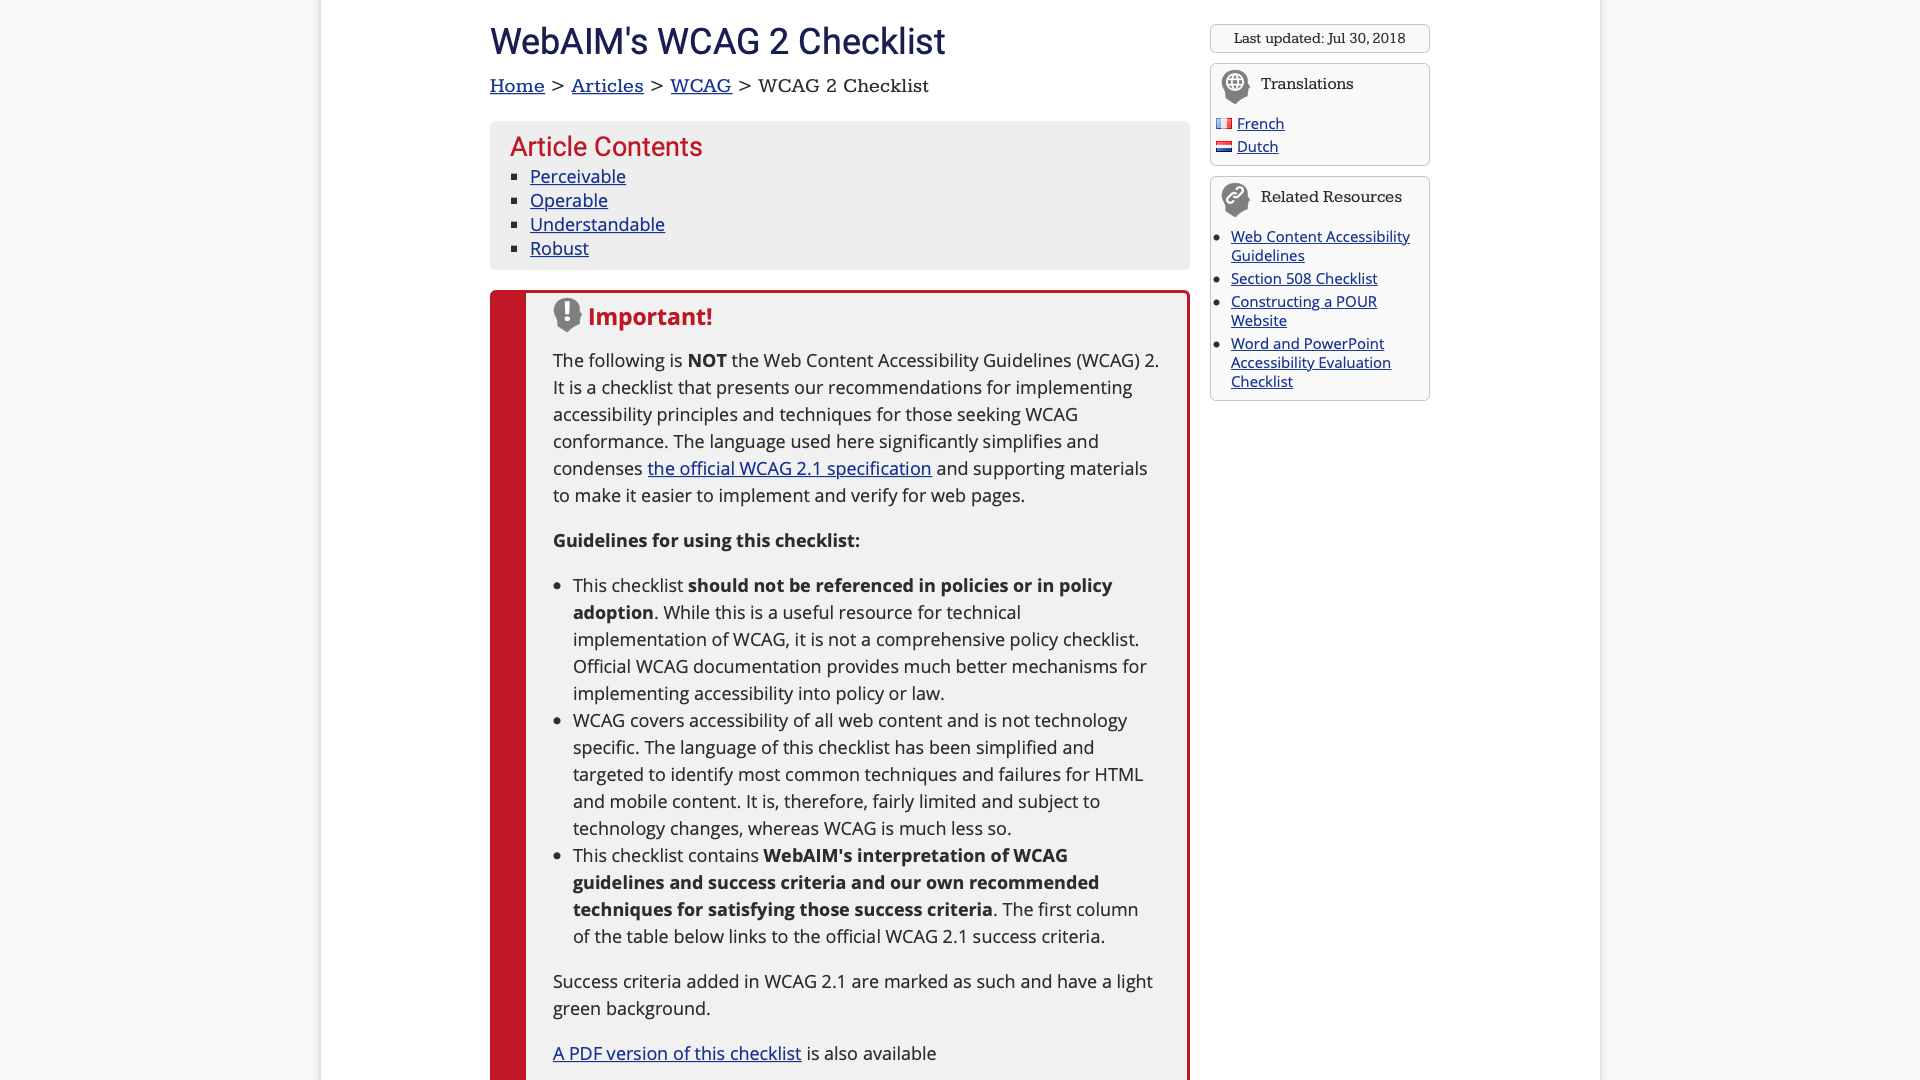 WebAIM's WCAG 2 Checklist
Home > Articles > WCAG > WCAG 2 Checklist
Article Contents
Perceivable
Operable
Understandable
Robust
Important!
The following is NOT the Web Content Accessibility Guidelines (WCAG) 2.
It is a checklist that presents our recommendations for implementing
accessibility principles and techniques for those seeking WCAG
conformance. The language used here significantly simplifies and
condenses the official WCAG 2.1 specification and supporting materials
to make it easier to implement and verify for web pages.
Guidelines for using this checklist:
This checklist should not be referenced in policies or in policy
adoption. While this is a useful resource for technical
implementation of WCAG, it is not a comprehensive policy checklist.
Official WCAG documentation provides much better mechanisms for
implementing accessibility into policy or law.
WCAG covers accessibility of all web content and is not technology
specific. The language of this checklist has been simplified and
targeted to identify most common techniques and failures for HTML
and mobile content. It is, therefore, fairly limited and subject to
technology changes, whereas WCAG is much less so.
This checklist contains WebAIM's interpretation of WCAG
guidelines and success criteria and our own recommended
techniques for satisfying those success criteria. The first column
of the table below links to the official WCAG 2.1 success criteria.
Success criteria added in WCAG 2.1 are marked as such and have a light
green background.
A PDF version of this checklist is also available
Last updated: Jul 30, 2018
Translations
French
Dutch
Related Resources
Web Content Accessibility
Guidelines
Section 508 Checklist
Constructing a POUR
Website
Word and PowerPoint
Accessibility Evaluation
Checklist